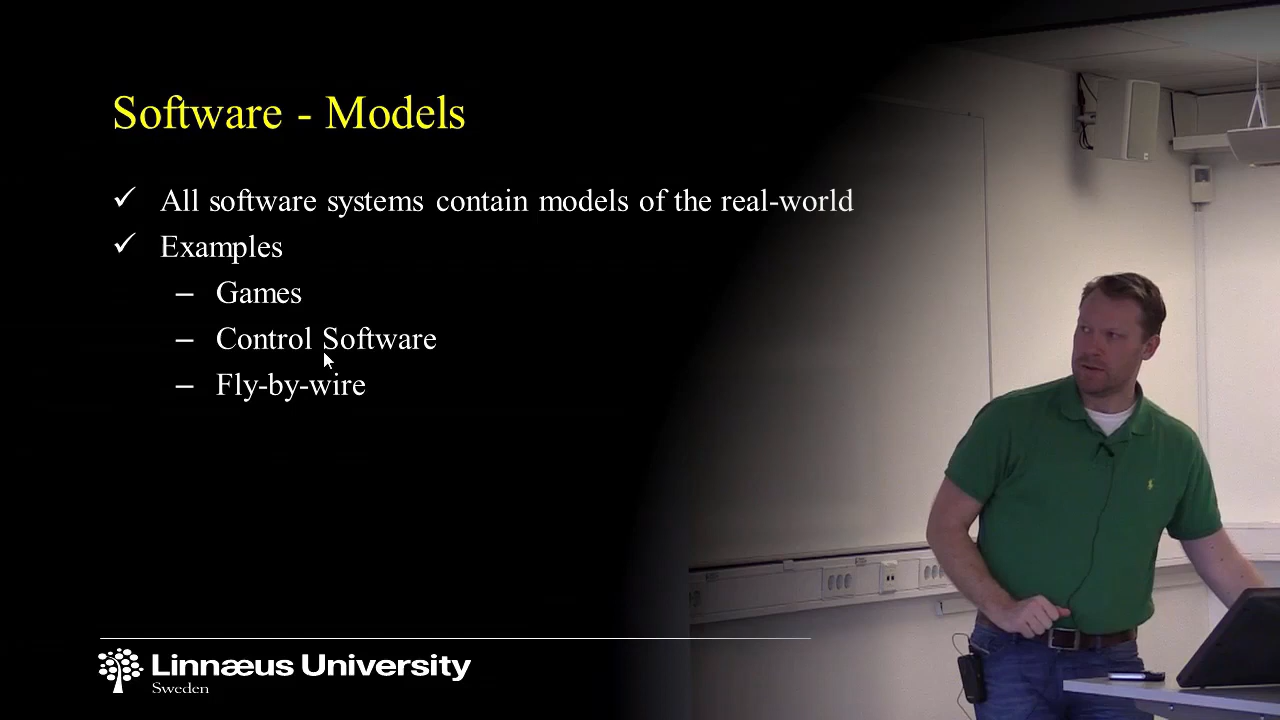 Software - Models
✓ All software systems contain models of the real-world
✓ Examples
– Games
– Control Software
– Fly-by-wire
Linnæus University
Sweden